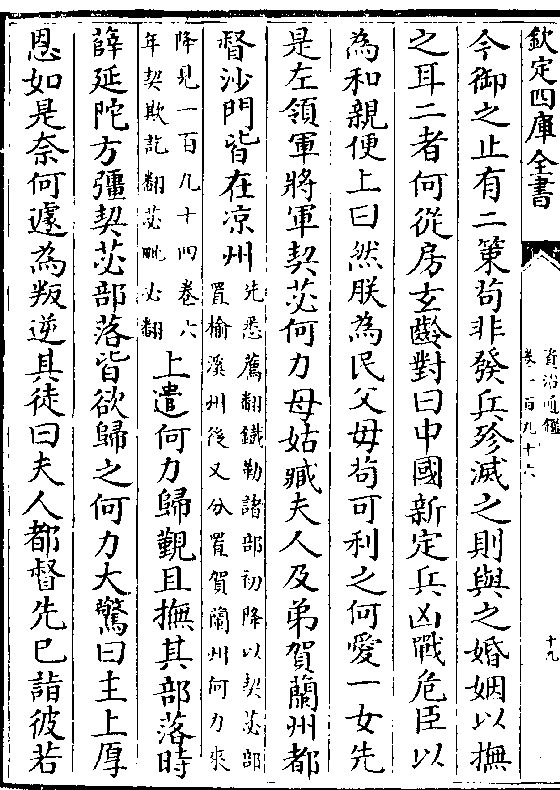 欽定四庫全書
資治通鑑
卷一百九十六
十九
今御之止有二策苟非發兵殄滅之則與之婚姻以撫
之耳二者何從房玄齡對曰中國新定兵凶戰危臣以
為和親便上曰然朕為民父母苟可利之何愛一女先
是左領軍將軍契苾何力母姑臧夫人及弟賀蘭州都
督沙門皆在凉州
先悉薦翻鐵勒諸部初降以契苾部
置榆溪州後又分置賀蘭州何力來
降見一百九十四卷六
年契欺訖翻苾毗必翻
上遣何力歸覲且撫其部落時
薛延陀方彊契苾部落皆欲歸之何力大驚曰主上厚
恩如是奈何遽為叛逆其徒曰夫人都督先已詣彼若